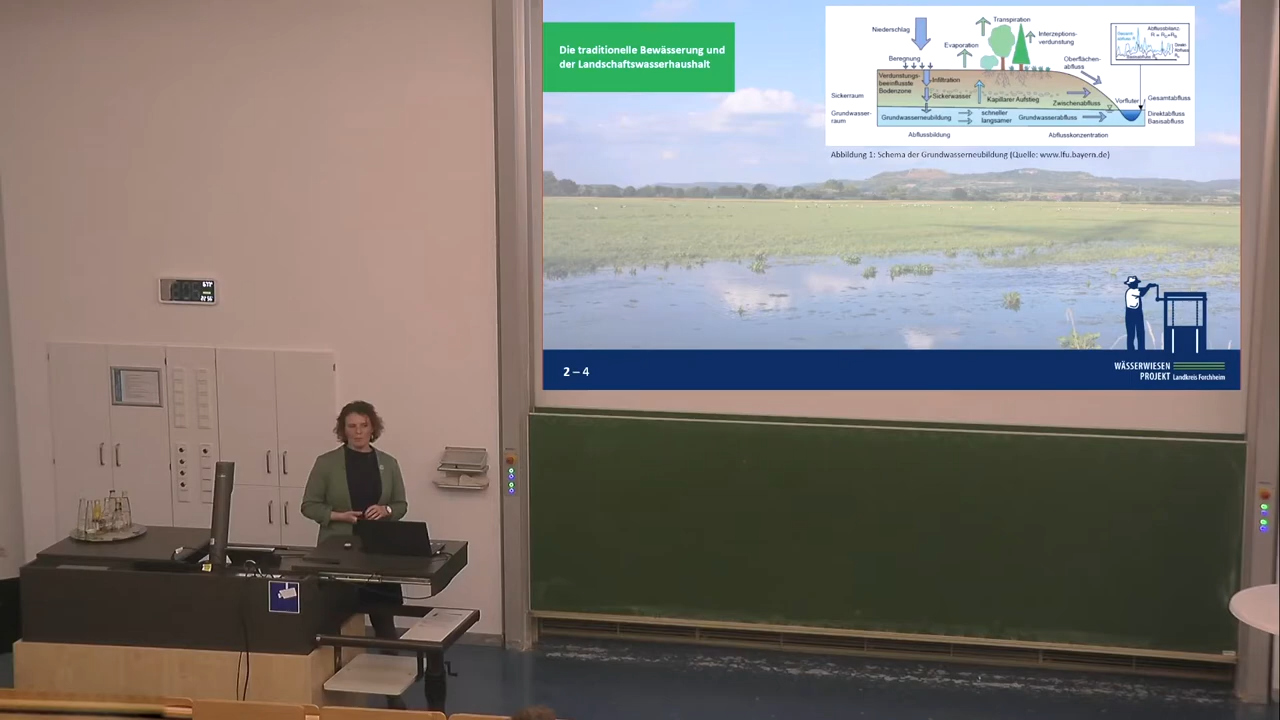 Die traditionelle Bewässerung und
der Landschaftswasserhaushalt
Niederschlag
Transpiration
Evaporation
Interzeptions-
verdunstung
Beregnung
Oberflächen-
abfluss
Verdunstungs-
beeinflusste
Bodenzone
Infiltration
Sickerwasser
Kapillarer Aufstieg
Zwischenabfluss
Vorfluter
Gesamtabfluss
Sickerraum
Grundwasser-
raum
Grundwasserneubildung
schneller
langsamer
Grundwasserabfluss
Direktabfluss
Basisabfluss
Abflussbildung
Abflusskonzentration
Abbildung 1: Schema der Grundwasserneubildung (Quelle: www.lfu.bayern.de)
2 – 4
WÄSSERWIESEN
PROJEKT Landkreis Forchheim